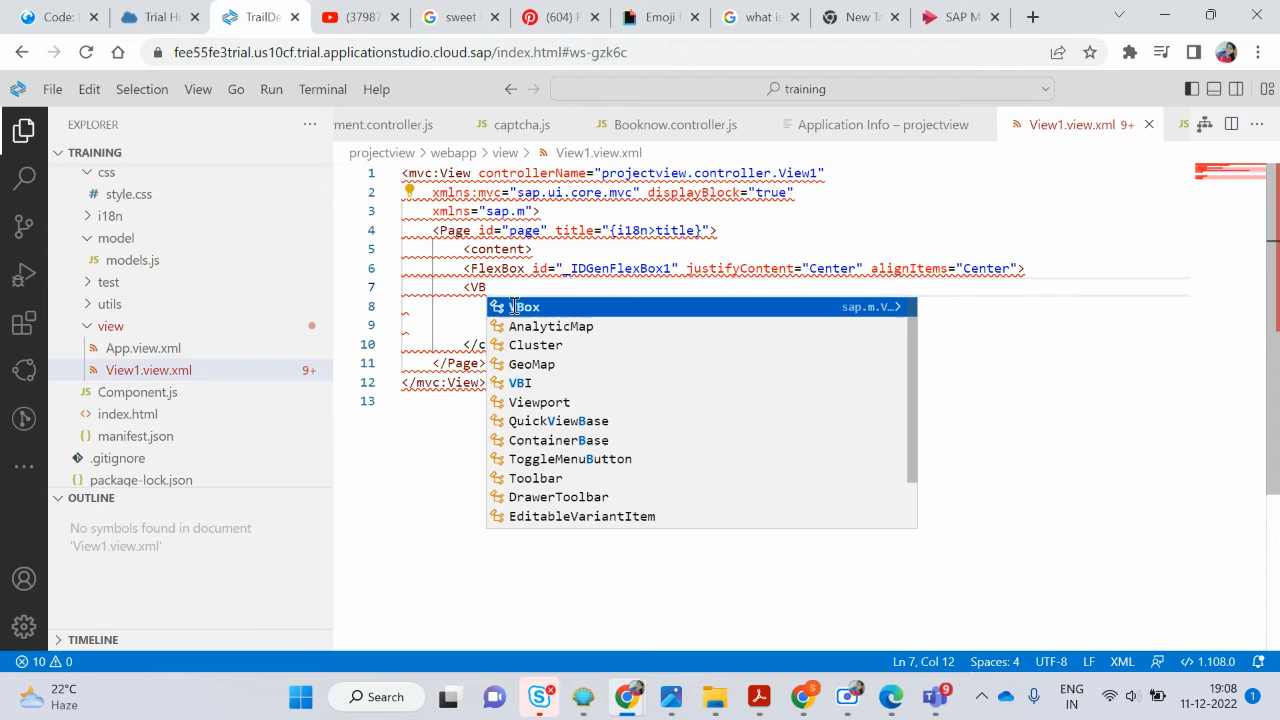 Code:
Trial Ho
TrailDe
(37987
sweet
(604) P
Emoji f
what is
New T
SAP M
fee55fe3trial.us10cf.trial.applicationstudio.cloud.sap/index.html#ws-gzk6c
File Edit Selection View Go Run Terminal Help
training
EXPLORER
yment.controller.js
captcha.js
Booknow.controller.js
Application Info – projectview
View1.view.xml 9+
TRAINING
css
style.css
i18n
model
models.js
test
utils
view
App.view.xml
View1.view.xml 9+
Component.js
index.html
manifest.json
.gitignore
package-lock.json
OUTLINE
No symbols found in document
'View1.view.xml'
TIMELINE
projectview > webapp > view > View1.view.xml
1 <mvc:View controllerName="projectview.controller.View1"
2 xmlns:mvc="sap.ui.core.mvc" displayBlock="true"
3 xmlns="sap.m">
4 <Page id="page" title="{i18n>title}">
5 <content>
6 <FlexBox id="_IDGenFlexBox1" justifyContent="Center" alignItems="Center">
7 <VB
8
9
10 </c
11 </Page>
12 </mvc:View>
13
VBox sap.m.V...>
AnalyticMap
Cluster
GeoMap
VBI
Viewport
QuickViewBase
ContainerBase
ToggleMenuButton
Toolbar
DrawerToolbar
EditableVariantItem
10 0
Ln 7, Col 12 Spaces: 4 UTF-8 LF XML 1.108.0
22°C
Haze
Search
9
ENG
IN
19:08
11-12-2022
1